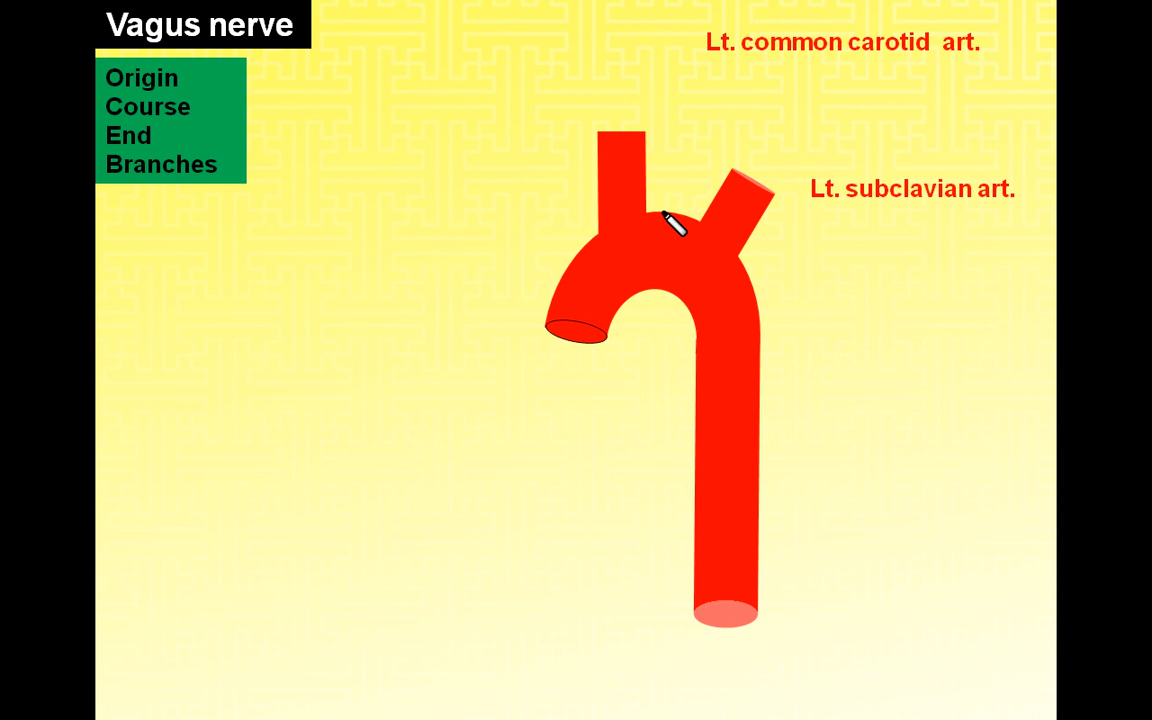 Vagus nerve
Origin
Course
End
Branches
Lt. common carotid art.
Lt. subclavian art.